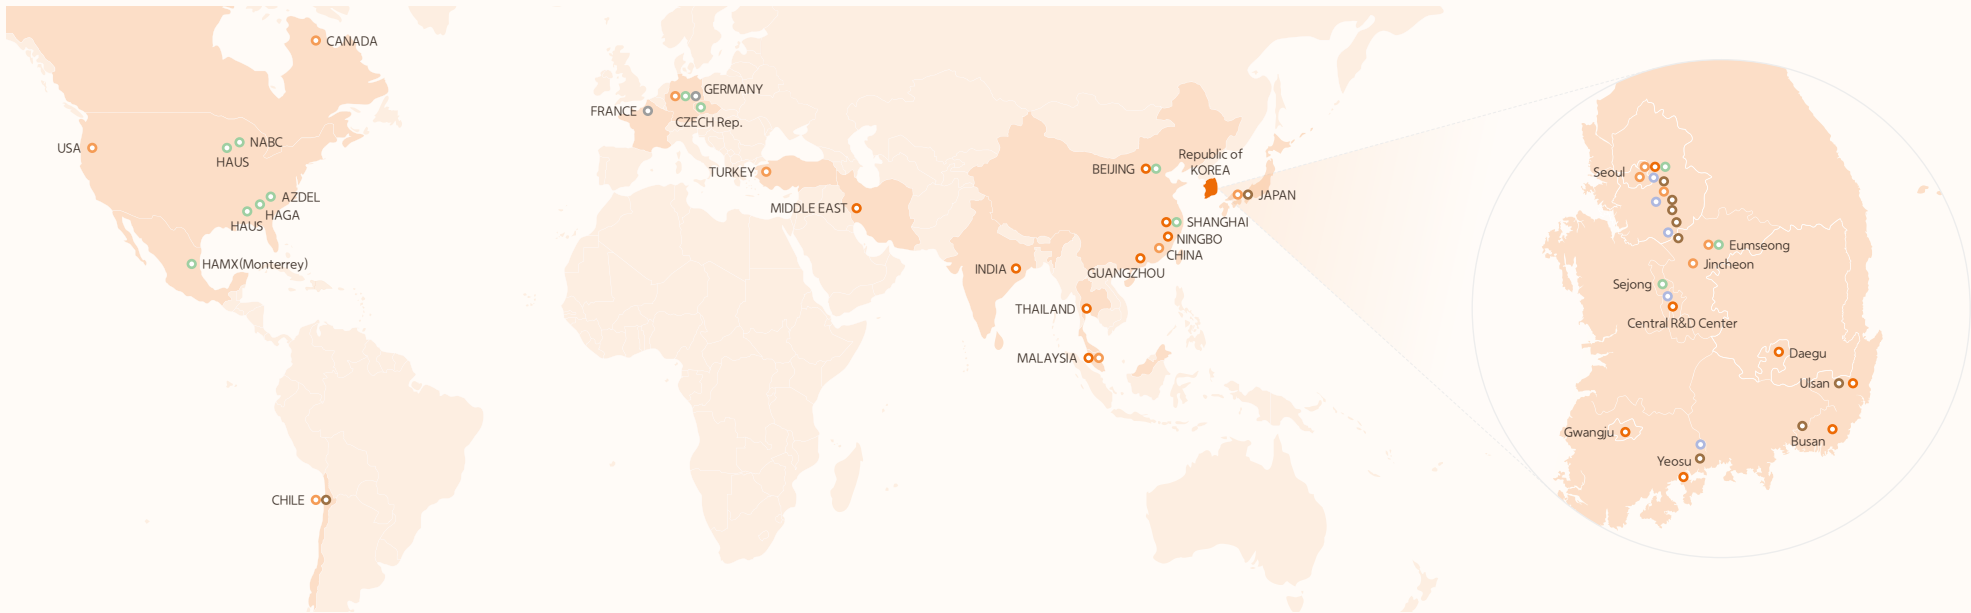 CANADA
USA
NABC
HAUS
AZDEL
HAGA
HAUS
HAMX(Monterrey)
CHILE
GERMANY
FRANCE
CZECH Rep.
TURKEY
MIDDLE EAST
BEIJING
Republic of
KOREA
JAPAN
SHANGHAI
NINGBO
CHINA
GUANGZHOU
INDIA
THAILAND
MALAYSIA
Seoul
Eumseong
Jincheon
Sejong
Central R&D Center
Daegu
Ulsan
Gwangju
Busan
Yeosu